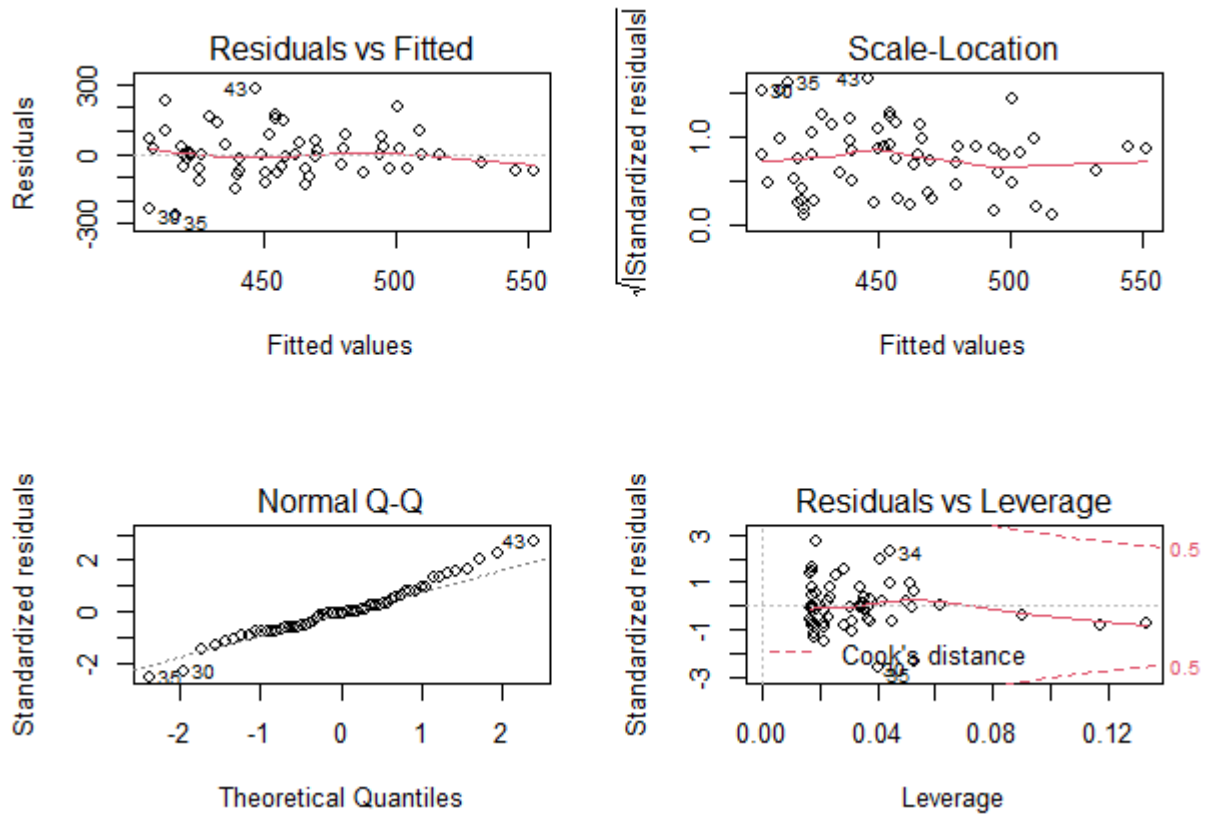 Residuals vs Fitted
Residuals
300
0
-300
43
30
35
450 500 550
Fitted values
Scale-Location
√|Standardized residuals|
1.0
0.0
30
35
43
450 500 550
Fitted values
Normal Q-Q
Standardized residuals
2
0
-2
43
35
30
-2 -1 0 1 2
Theoretical Quantiles
Residuals vs Leverage
Standardized residuals
3
1
-1
-3
34
0.5
Cook's distance
35
0.5
0.00 0.04 0.08 0.12
Leverage